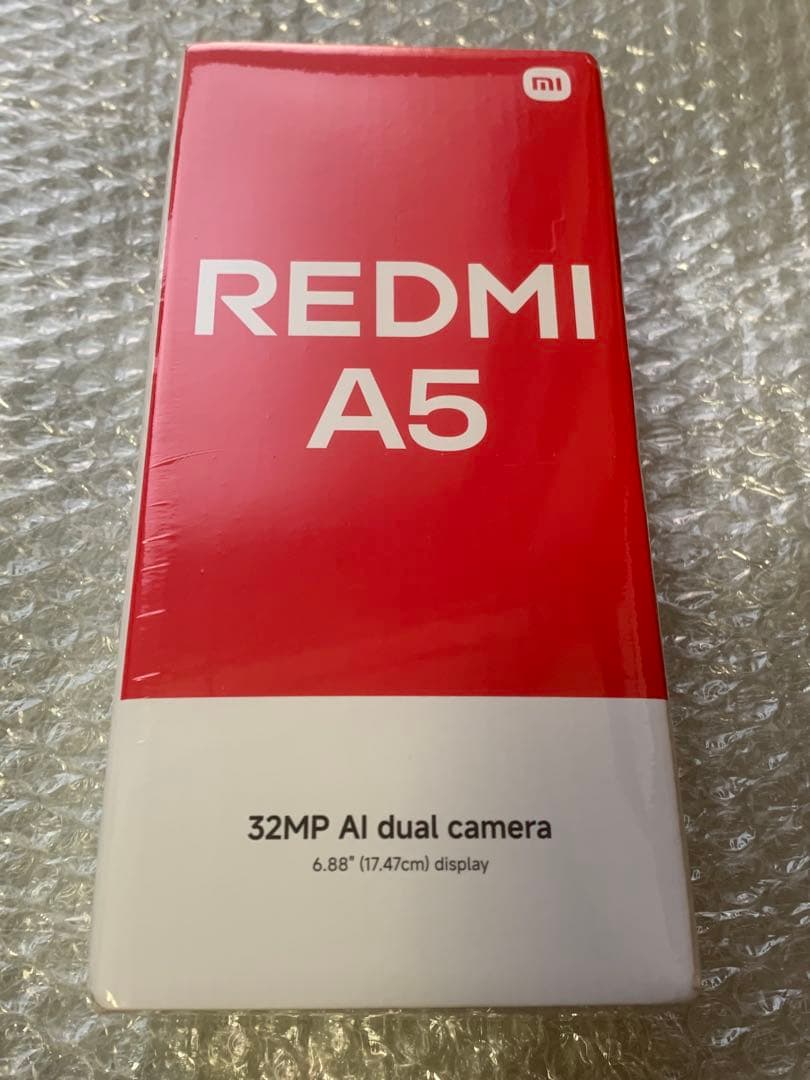 mi
REDMI
A5
32MP AI dual camera
6.88" (17.47cm) display